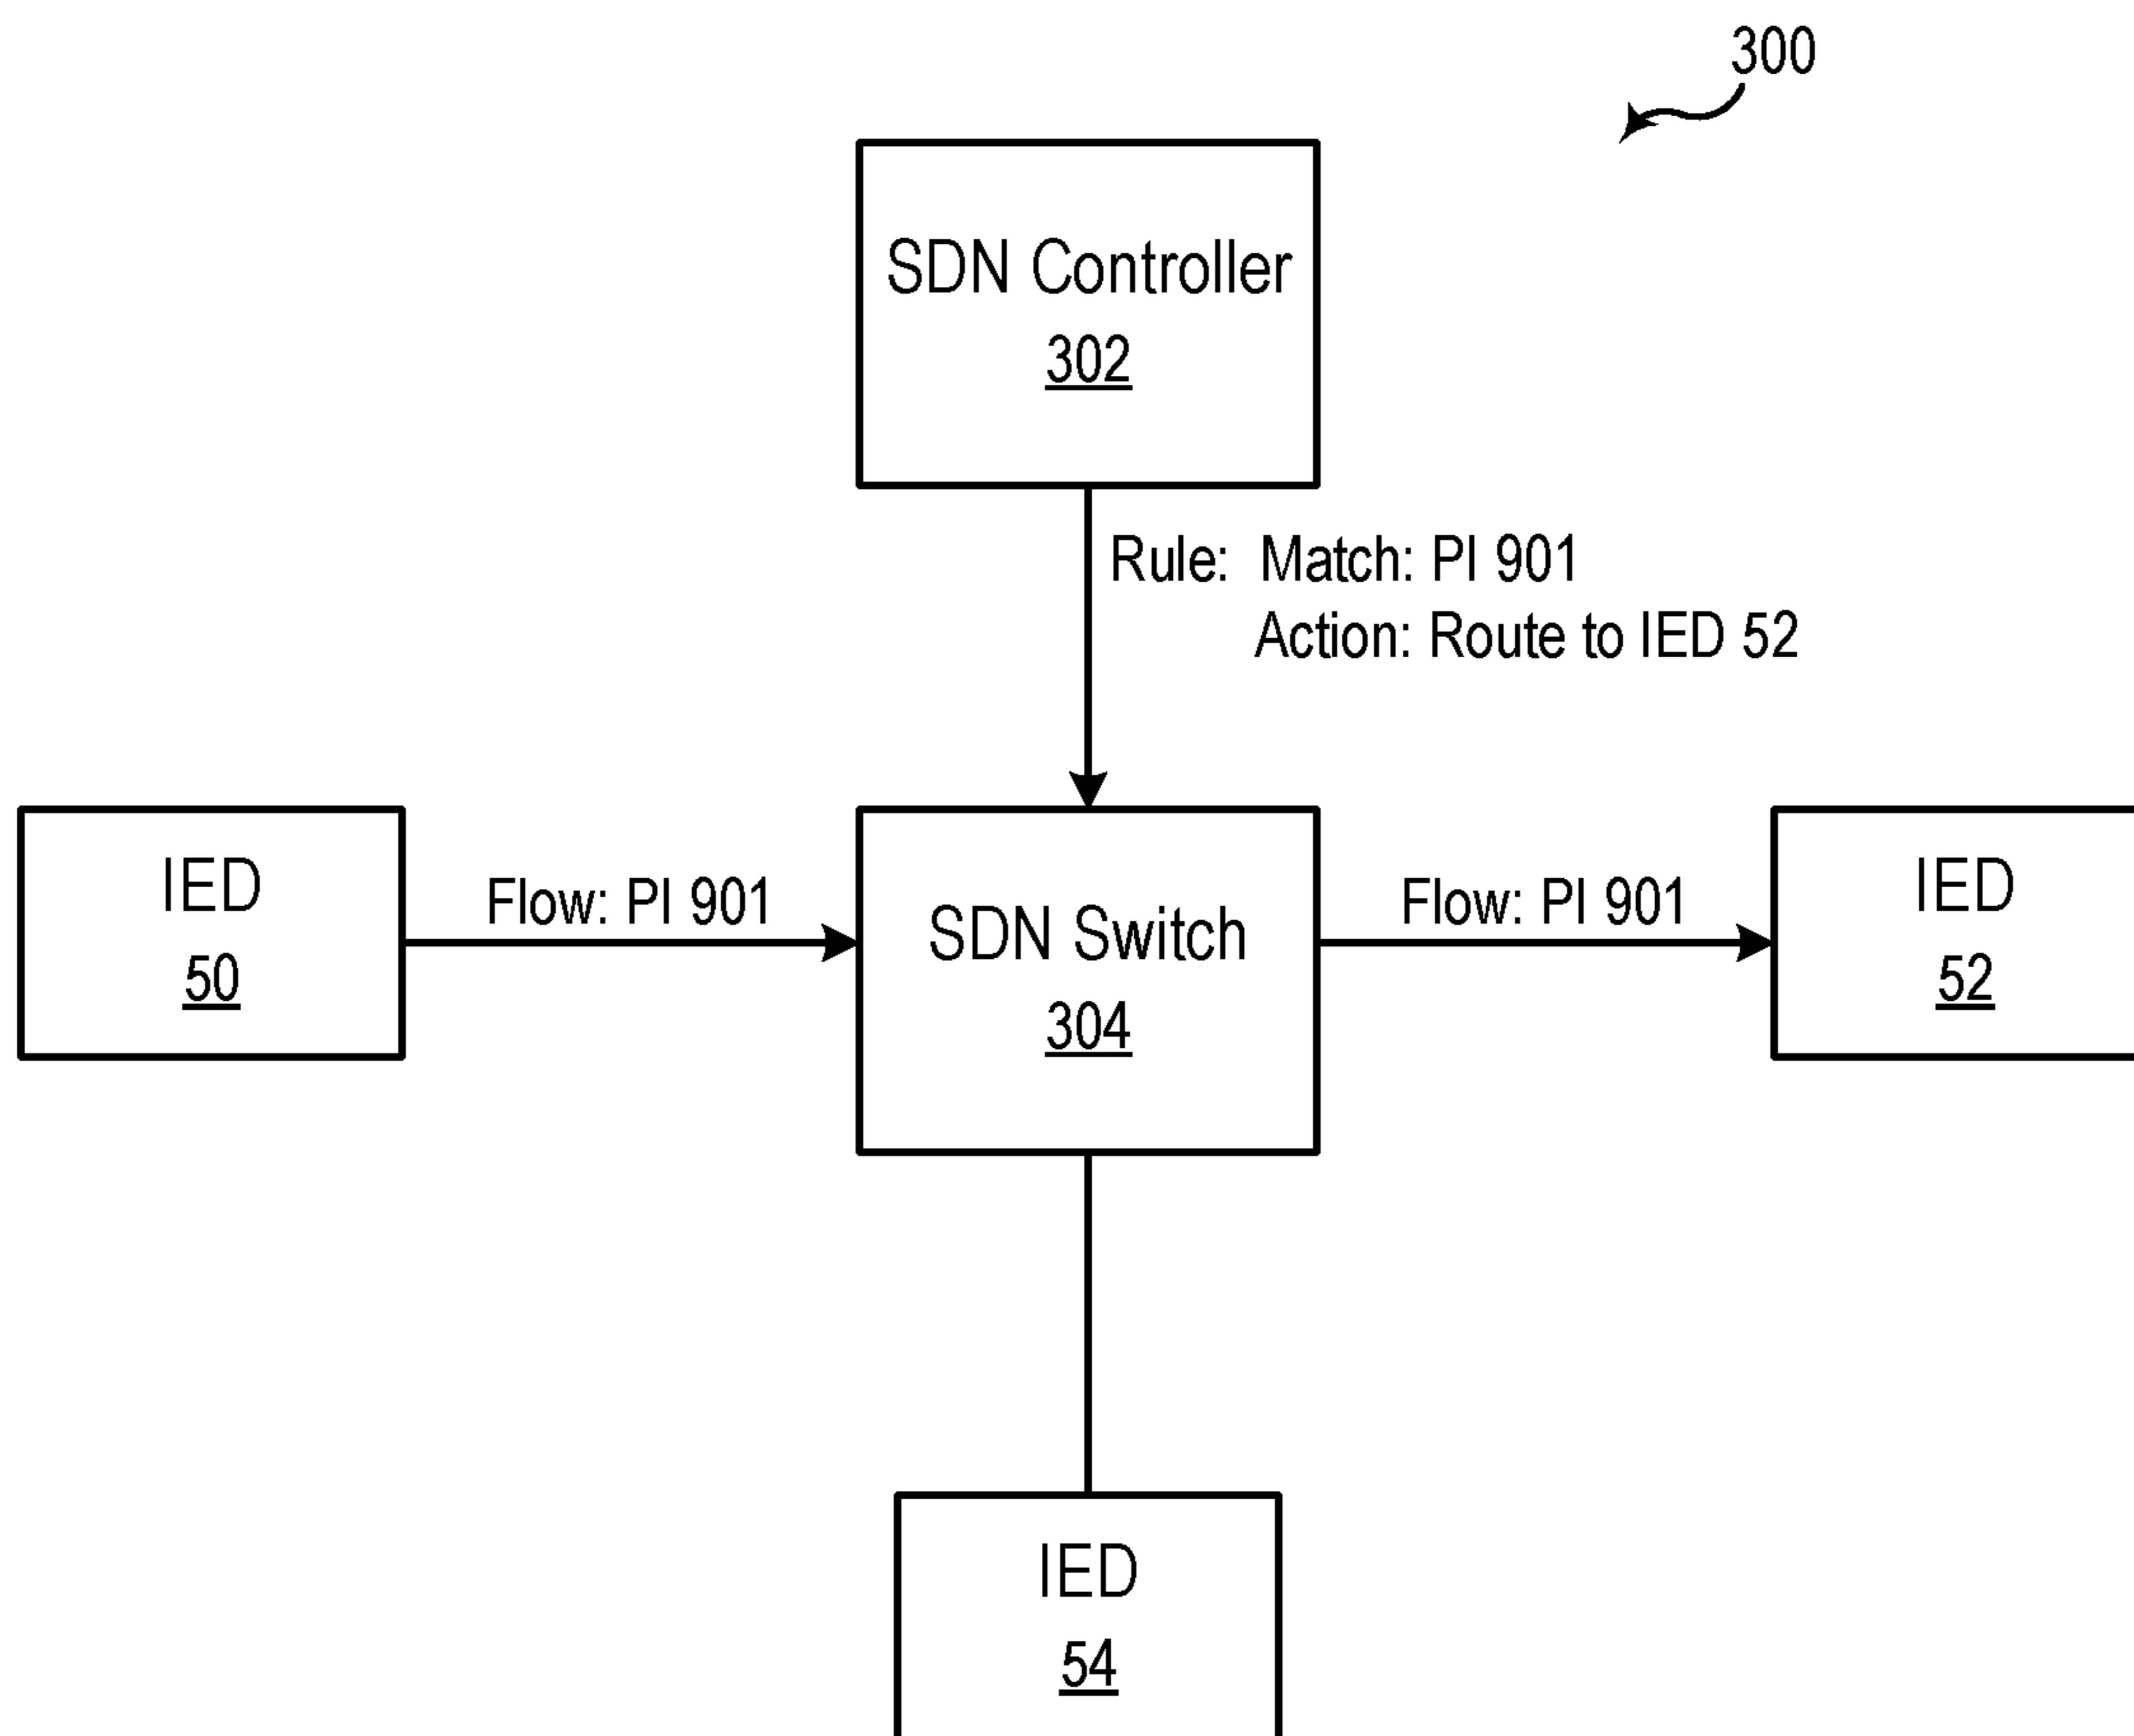 300
SDN Controller
302
Rule: Match: PI 901
Action: Route to IED 52
IED
50
Flow: PI 901
SDN Switch
304
Flow: PI 901
IED
52
IED
54